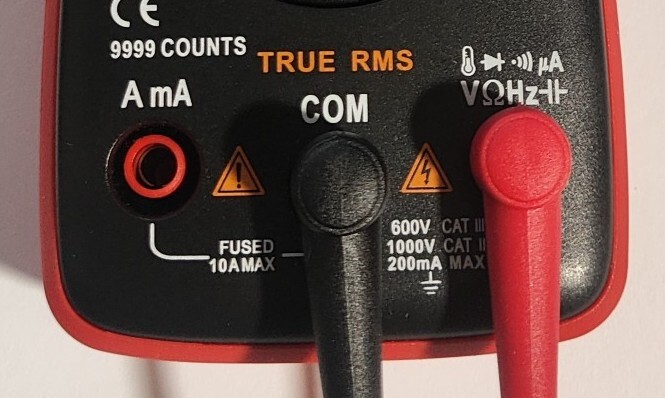 CE
9999 COUNTS
TRUE RMS
A mA
COM
µA
VΩHz
FUSED
10A MAX
600V CAT III
1000V CAT II
200mA MAX